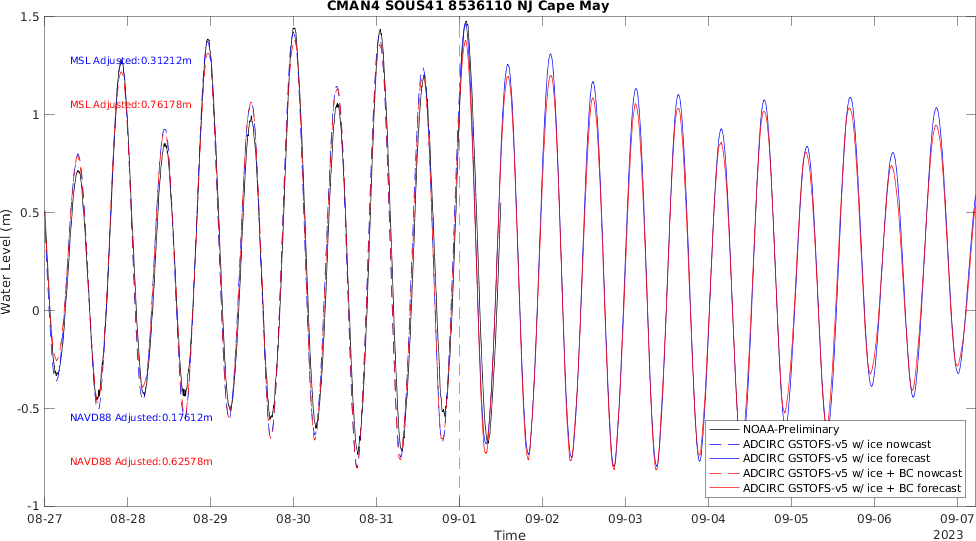 CMAN4 SOUS41 8536110 NJ Cape May
1.5
1
0.5
0
-0.5
-1
Water Level (m)
MSL Adjusted:0.31212m
MSL Adjusted:0.76178m
NAVD88 Adjusted:0.17612m
NAVD88 Adjusted:0.62578m
NOAA-Preliminary
ADCIRC GSTOFS-v5 w/ ice nowcast
ADCIRC GSTOFS-v5 w/ ice forecast
ADCIRC GSTOFS-v5 w/ ice + BC nowcast
ADCIRC GSTOFS-v5 w/ ice + BC forecast
08-27 08-28 08-29 08-30 08-31 09-01 09-02 09-03 09-04 09-05 09-06 09-07
Time
2023